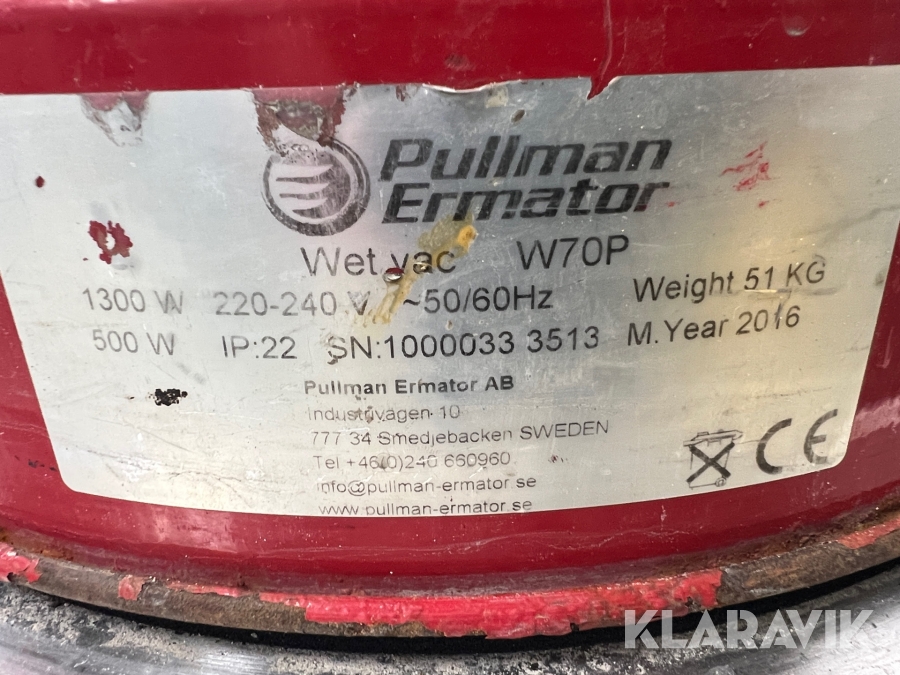 Pullman
Ermator
Wet vac W70P
1300 W 220-240 V ~50/60Hz Weight 51 KG
500 W IP:22 SN:1000033 3513 M.Year 2016
Pullman Ermator AB
Industrivägen 10
777 34 Smedjebacken SWEDEN
Tel +46(0)240 660960
info@pullman-ermator.se
www.pullman-ermator.se
CE
KLARAVIK